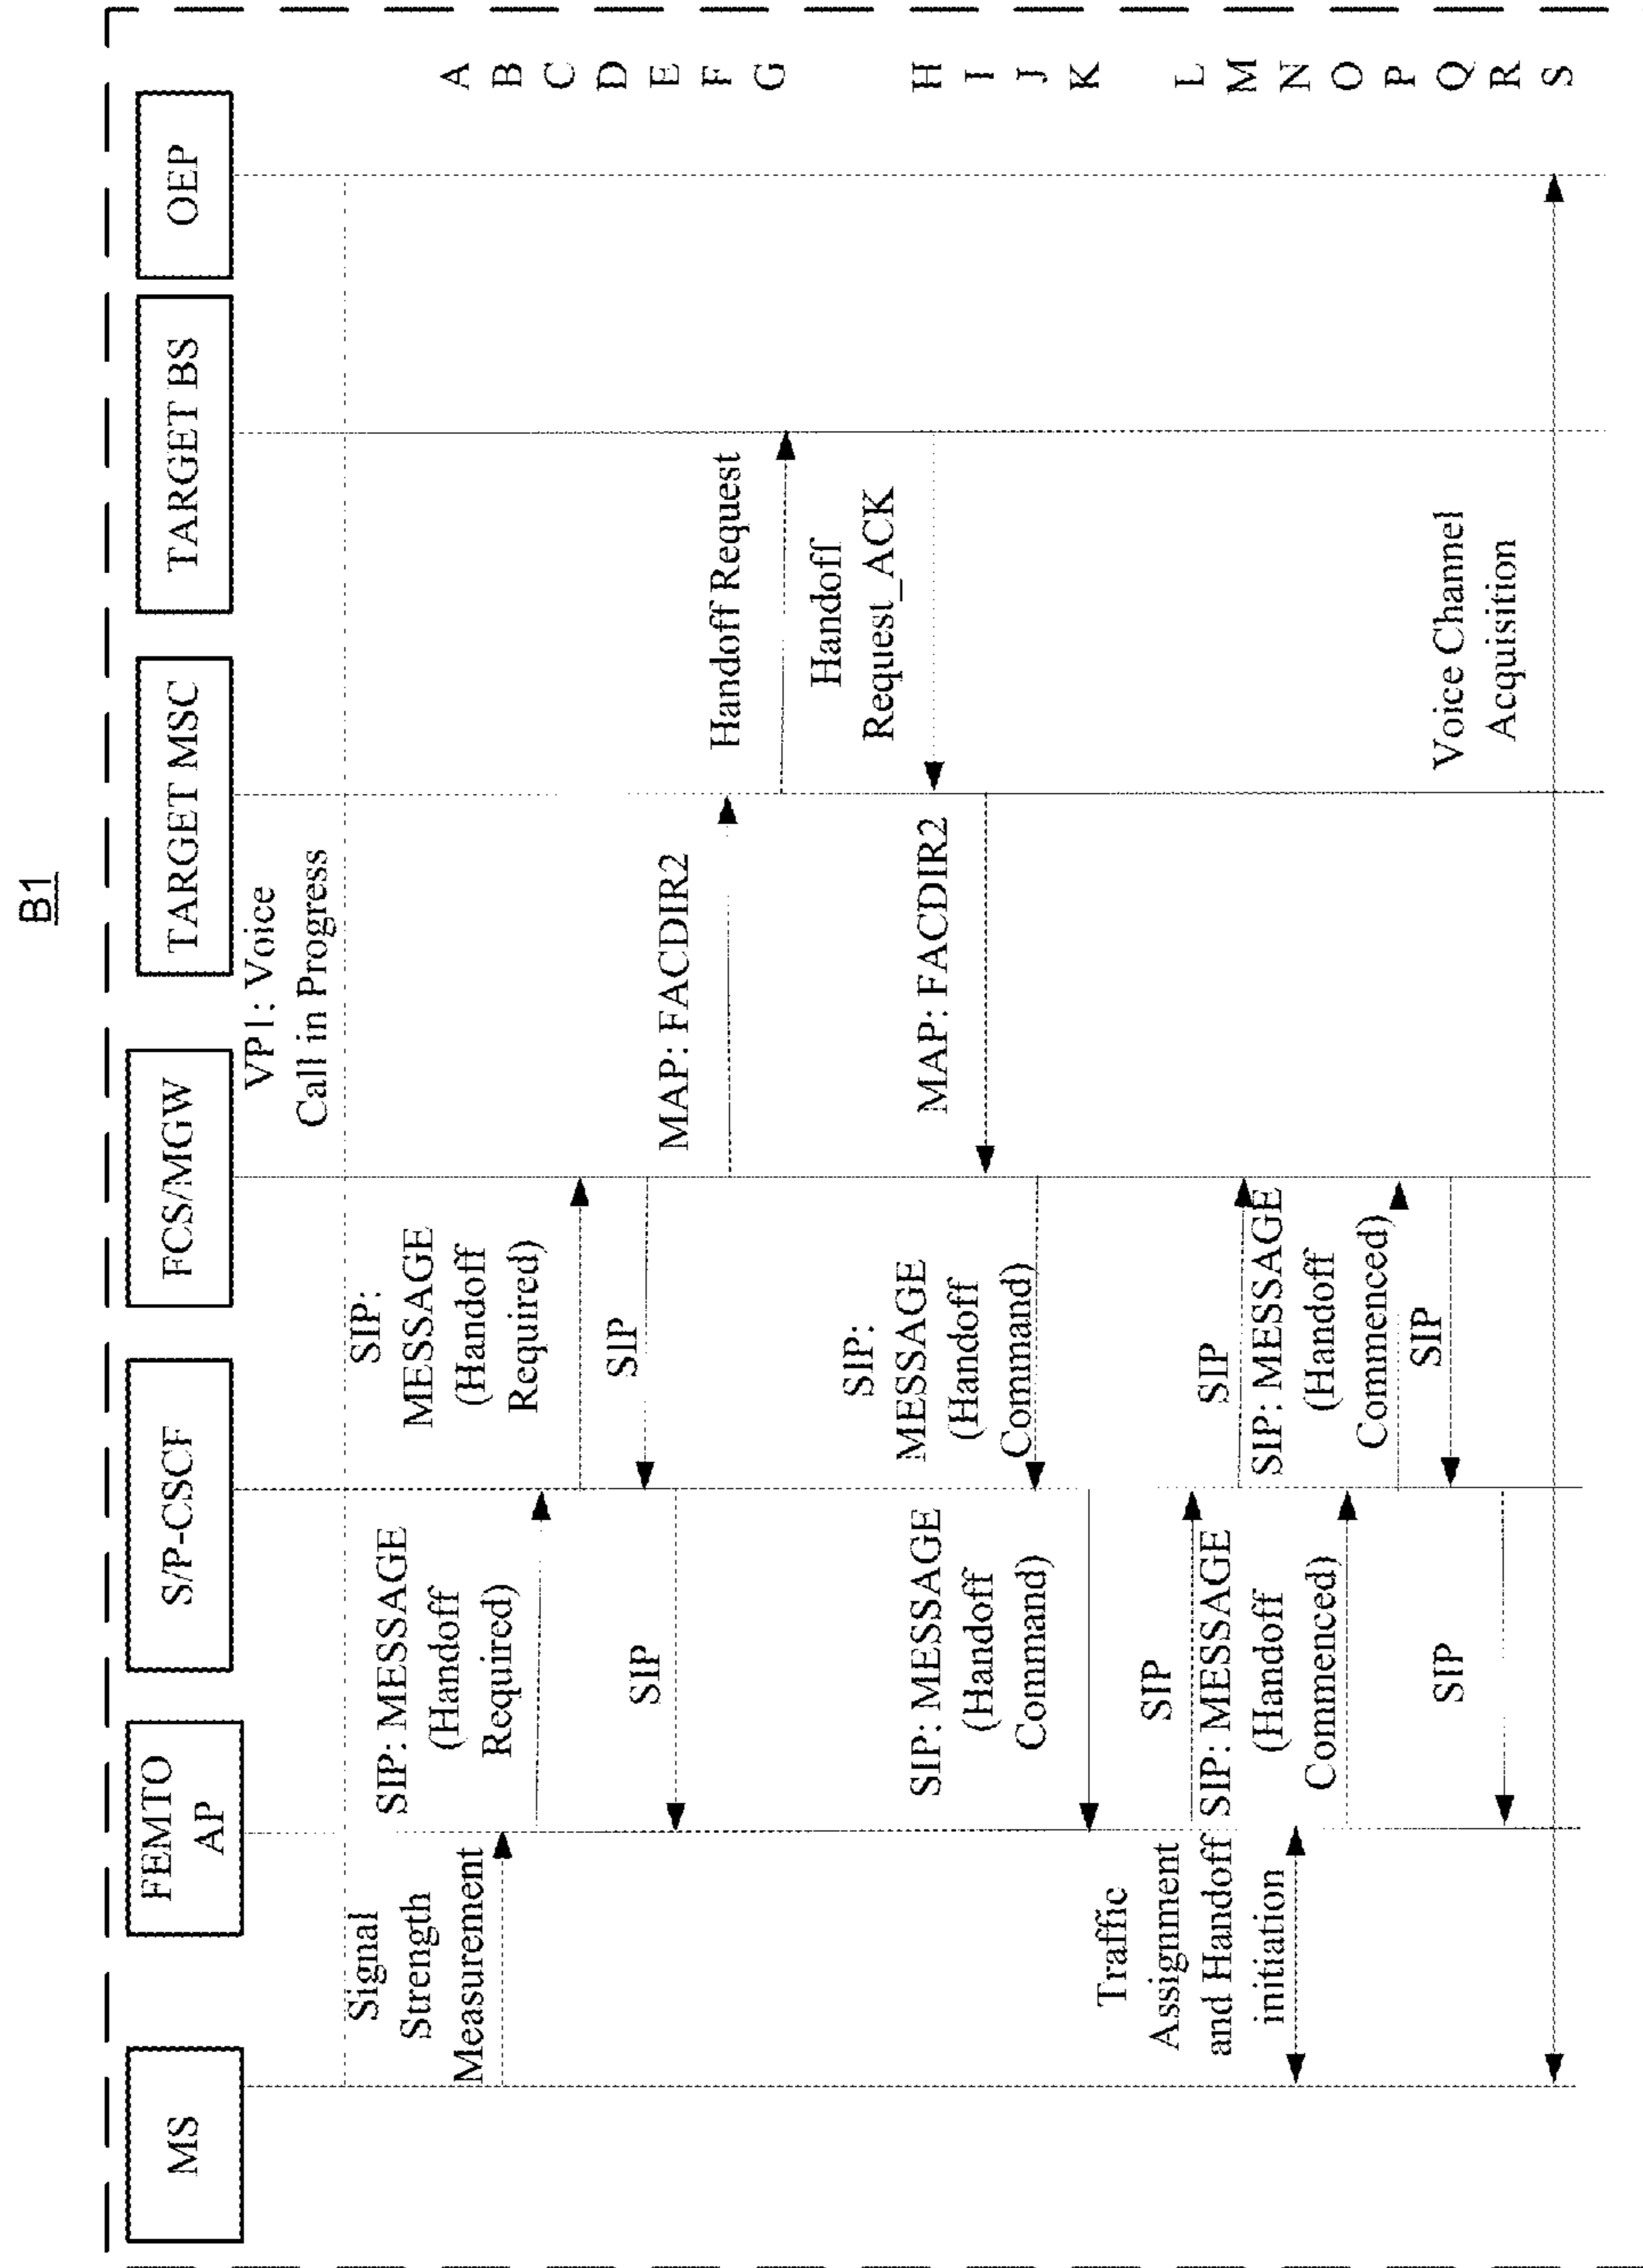 B1
MS
FEMTO
AP
S/P-CSCF
FCS/MGW
TARGET MSC
TARGET BS
OEP
VP1: Voice
Call in Progress
Signal
Strength
Measurement
SIP: MESSAGE
(Handoff
Required)
SIP:
MESSAGE
(Handoff
Required)
SIP
SIP
MAP: FACDIR2
Handoff Request
Handoff
Request_ACK
MAP: FACDIR2
SIP:
MESSAGE
(Handoff
Command)
SIP: MESSAGE
(Handoff
Command)
Traffic
Assignment
and Handoff
initiation
SIP
SIP
SIP: MESSAGE
(Handoff
Commenced)
SIP: MESSAGE
(Handoff
Commenced)
SIP
SIP
Voice Channel
Acquisition
A
B
C
D
E
F
G
H
I
J
K
L
M
N
O
P
Q
R
S